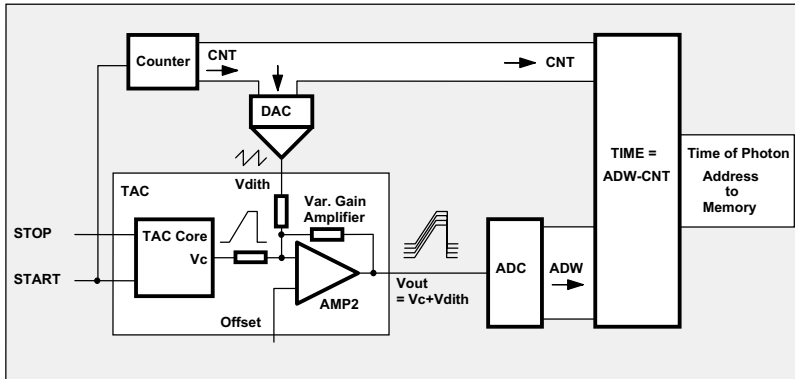 Counter
CNT
CNT
DAC
TIME =
ADW-CNT
Time of Photon
Address
to
Memory
Vdith
TAC
Var. Gain
Amplifier
STOP
TAC Core
Vc
START
ADC
ADW
Vout
= Vc+Vdith
AMP2
Offset